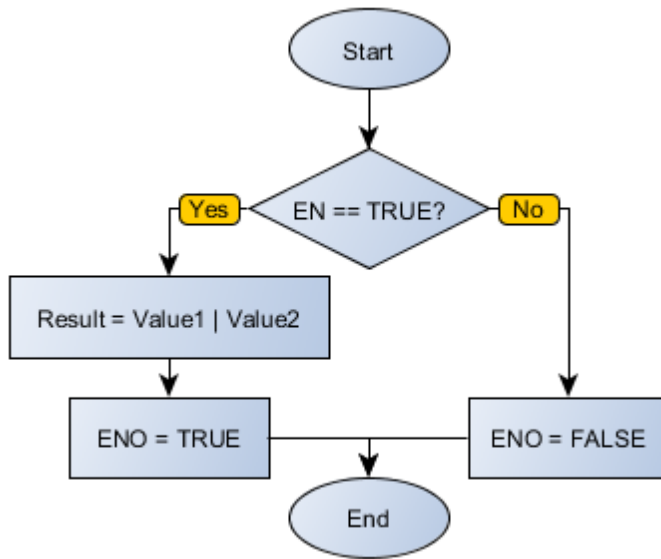 Start
EN == TRUE?
Yes
No
Result = Value1 | Value2
ENO = TRUE
ENO = FALSE
End